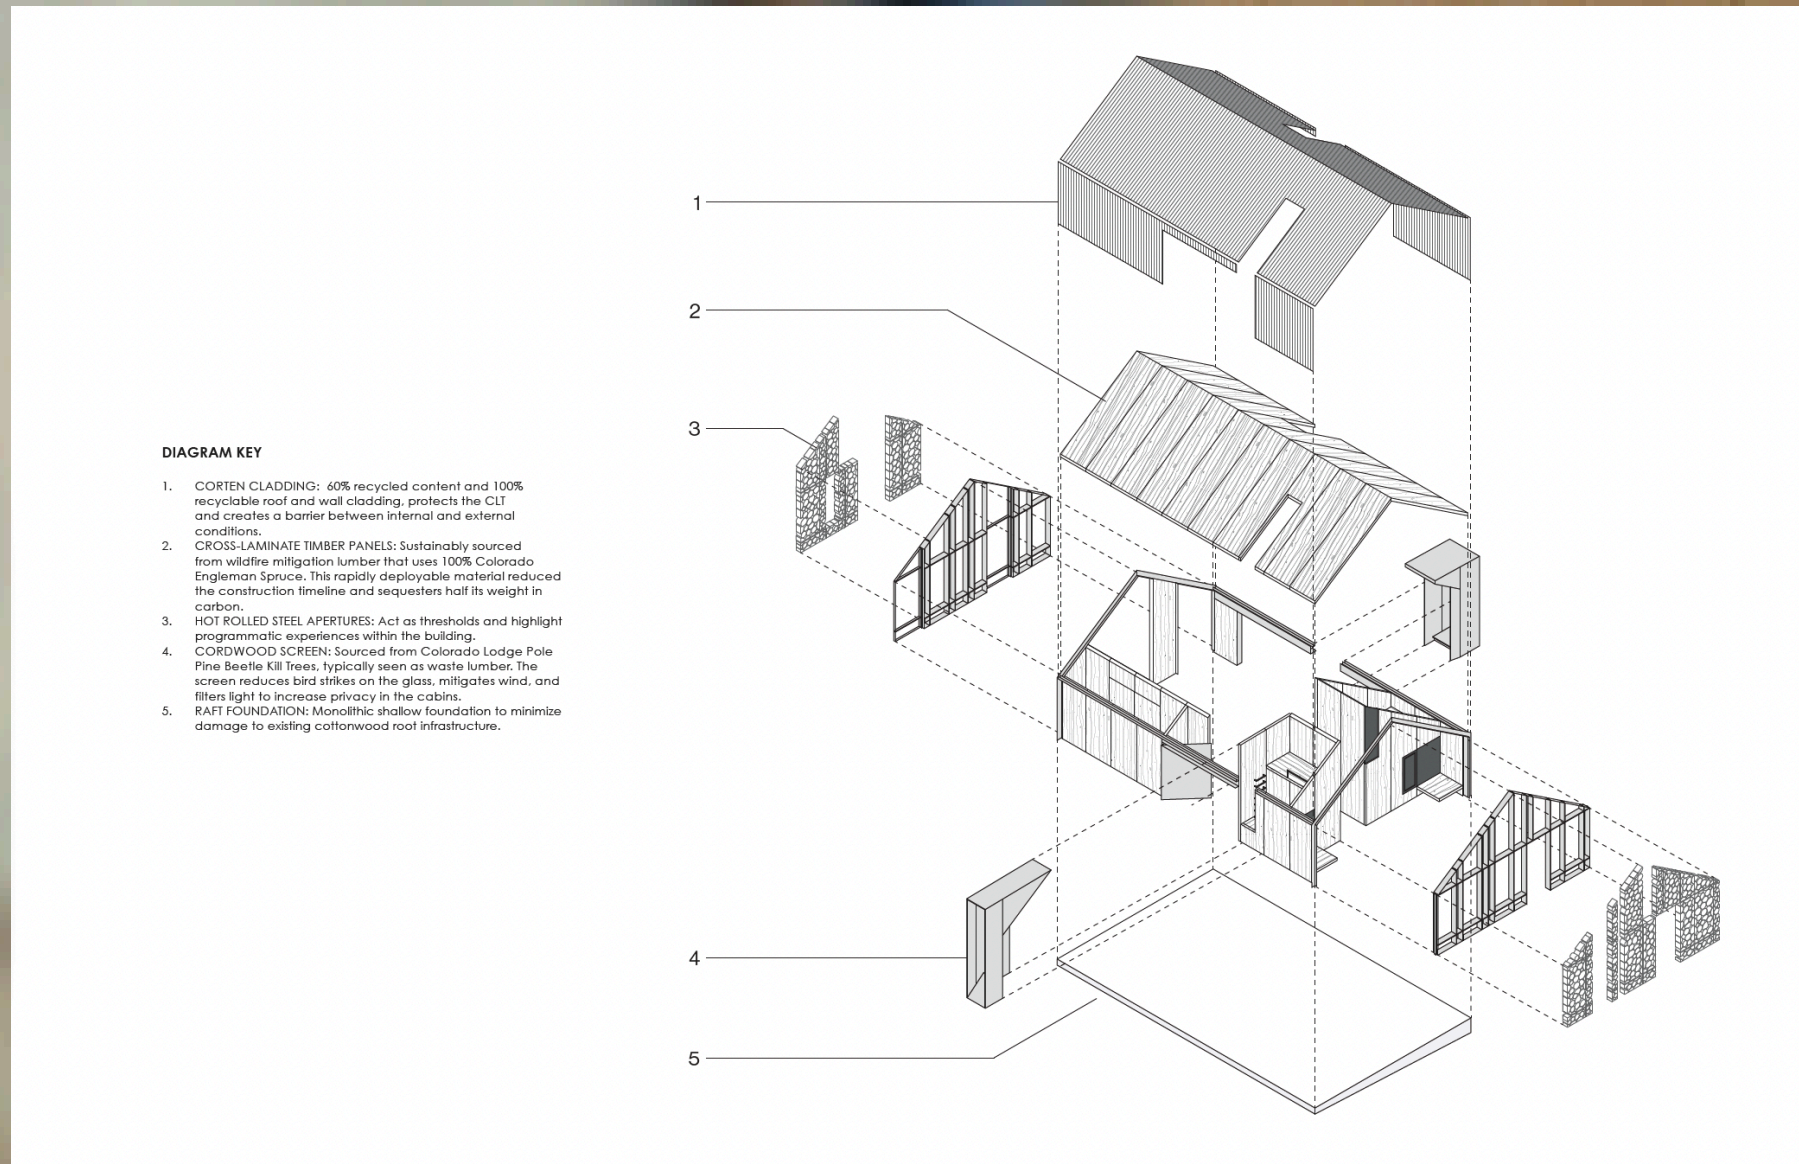 DIAGRAM KEY
1. CORTEN CLADDING: 60% recycled content and 100%
recyclable roof and wall cladding, protects the CLT
and creates a barrier between internal and external
conditions.
2. CROSS-LAMINATE TIMBER PANELS: Sustainably sourced
from wildfire mitigation lumber that uses 100% Colorado
Engleman Spruce. This rapidly deployable material reduced
the construction timeline and sequesters half its weight in
carbon.
3. HOT ROLLED STEEL APERTURES: Act as thresholds and highlight
programmatic experiences within the building.
4. CORDWOOD SCREEN: Sourced from Colorado Lodge Pole
Pine Beetle Kill Trees, typically seen as waste lumber. The
screen reduces bird strikes on the glass, mitigates wind, and
filters light to increase privacy in the cabins.
5. RAFT FOUNDATION: Monolithic shallow foundation to minimize
damage to existing cottonwood root infrastructure.
1
2
3
4
5